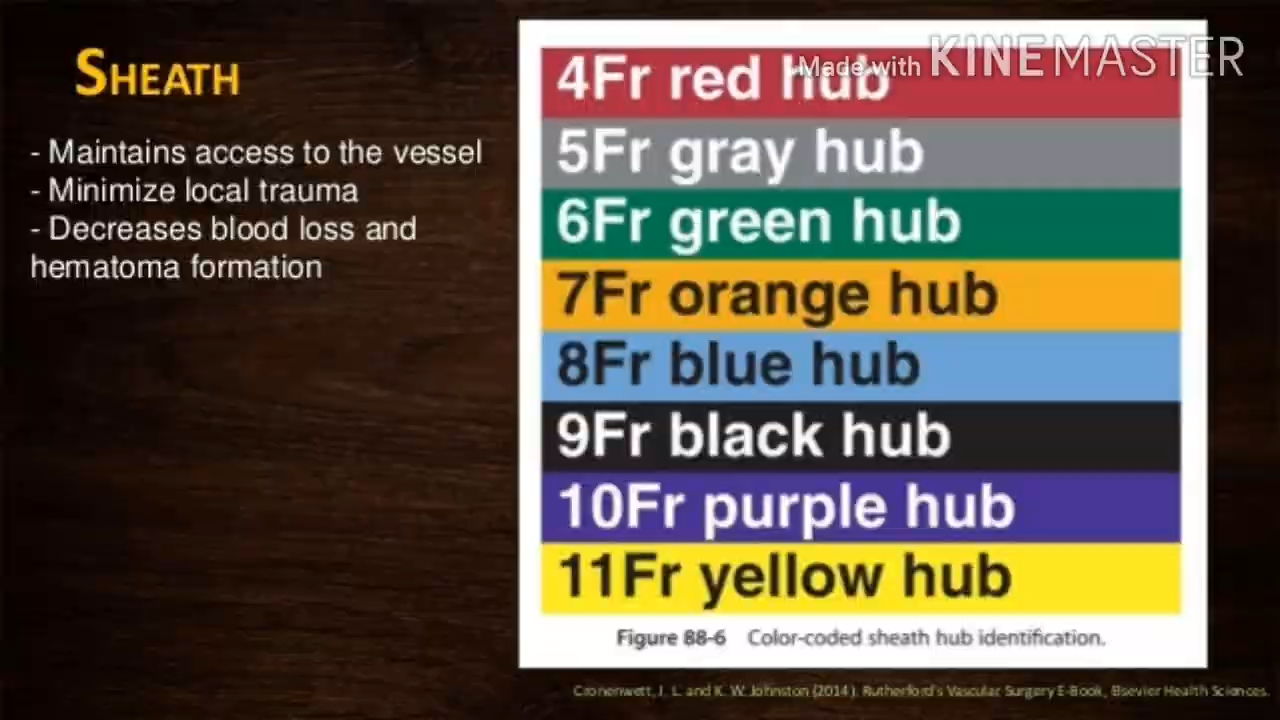 SHEATH
- Maintains access to the vessel
- Minimize local trauma
- Decreases blood loss and
hematoma formation
Made with KINEMASTER
4Fr red hub
5Fr gray hub
6Fr green hub
7Fr orange hub
8Fr blue hub
9Fr black hub
10Fr purple hub
11Fr yellow hub
Figure 88-6 Color-coded sheath hub identification.
Cronenwett, J. L. and K. W. Johnston (2014). Rutherford's Vascular Surgery E-Book, Elsevier Health Sciences.